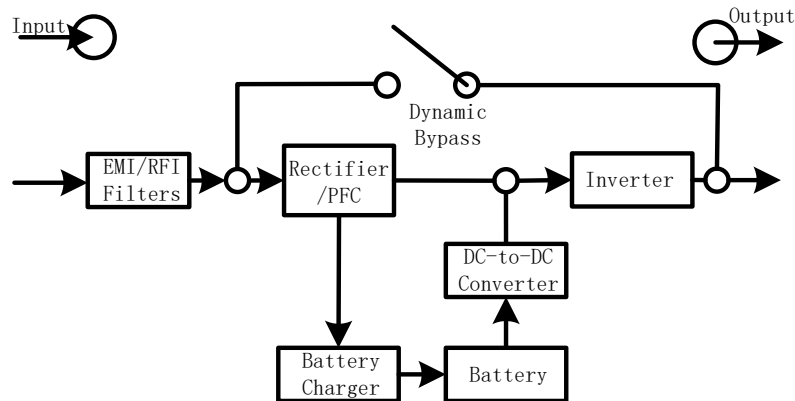 Input
Output
Dynamic
Bypass
EMI/RFI
Filters
Rectifier
/PFC
Inverter
DC-to-DC
Converter
Battery
Charger
Battery